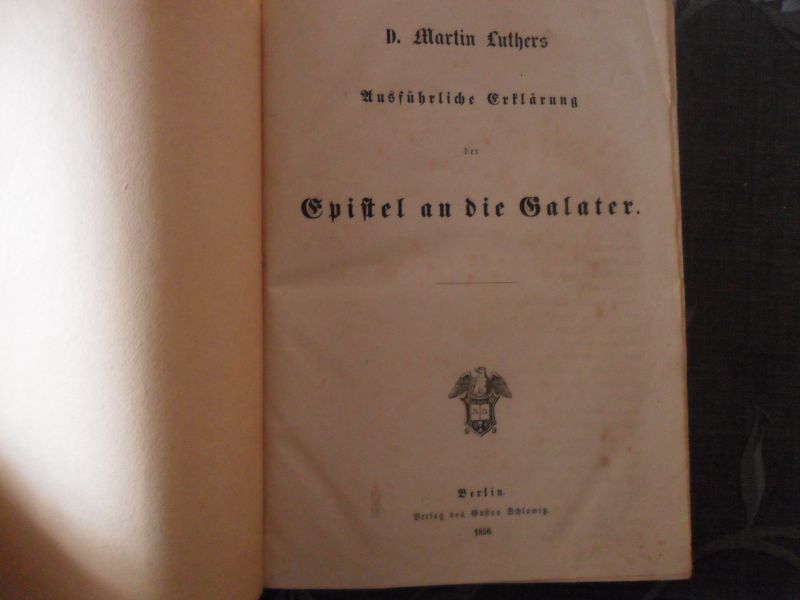 D. Martin Luthers
Ausführliche Erklärung
der
Epistel an die Galater.
Berlin.
Verlag von Gustav Schlawitz.
1856.